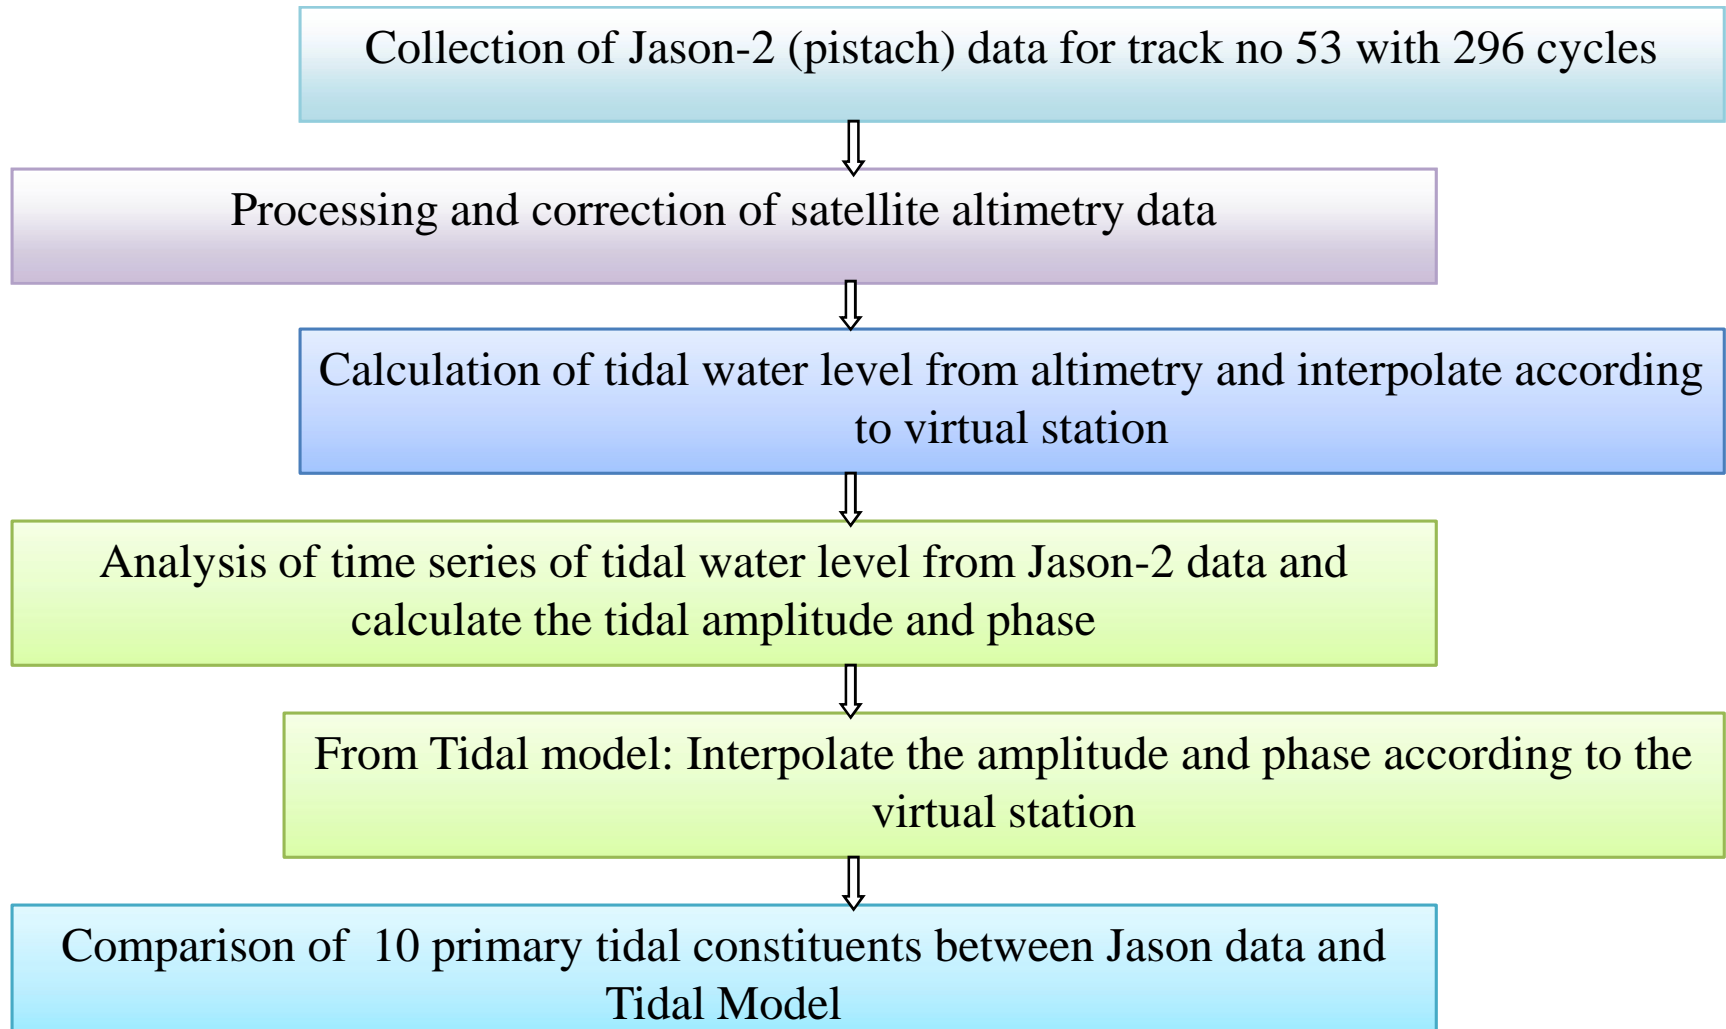 Collection of Jason-2 (pistach) data for track no 53 with 296 cycles
Processing and correction of satellite altimetry data
Calculation of tidal water level from altimetry and interpolate according
to virtual station
Analysis of time series of tidal water level from Jason-2 data and
calculate the tidal amplitude and phase
From Tidal model: Interpolate the amplitude and phase according to the
virtual station
Comparison of  10 primary tidal constituents between Jason data and
Tidal Model